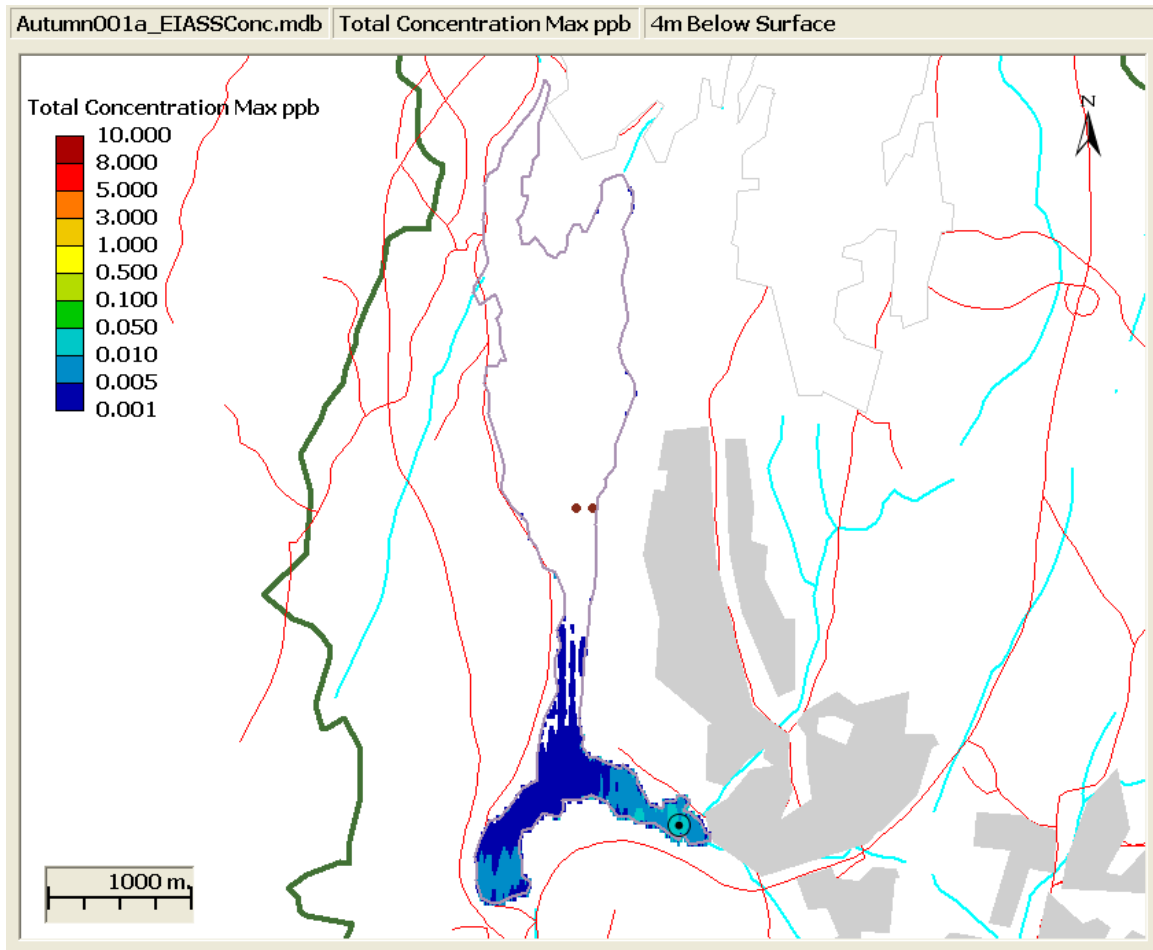 Autumn001a_EIASSConc.mdb Total Concentration Max ppb 4m Below Surface
Total Concentration Max ppb
10.000
8.000
5.000
3.000
1.000
0.500
0.100
0.050
0.010
0.005
0.001
N
1000 m.